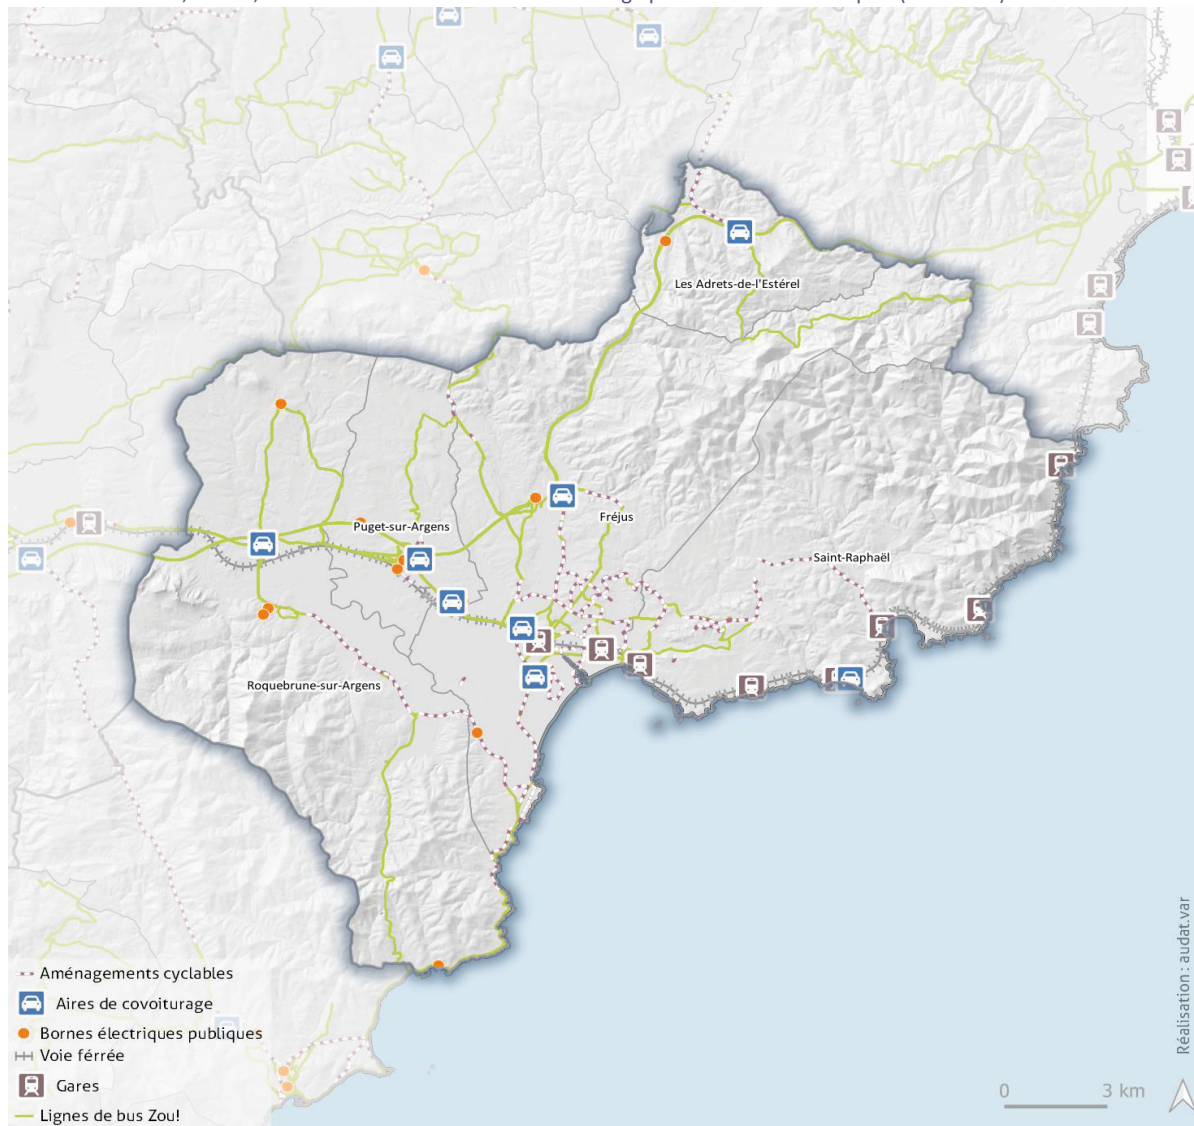 Les Adrets-de-l'Estérel
Fréjus
Puget-sur-Argens
Saint-Raphaël
Roquebrune-sur-Argens
Aménagements cyclables
Aires de covoiturage
Bornes électriques publiques
Voie férrée
Gares
Lignes de bus Zou!
0 3 km
Réalisation : audat.var